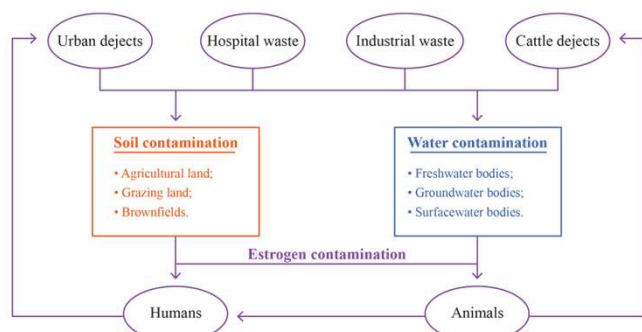 Urban dejects
Hospital waste
Industrial waste
Cattle dejects
Soil contamination
• Agricultural land;
• Grazing land;
• Brownfields.
Water contamination
• Freshwater bodies;
• Groundwater bodies;
• Surfacewater bodies.
Estrogen contamination
Humans
Animals